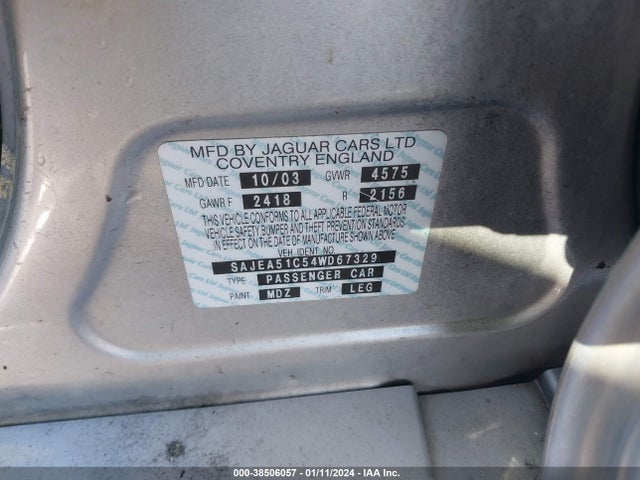 MFD BY JAGUAR CARS LTD
COVENTRY ENGLAND
MFD DATE 10/03 GVWR 4575
GAWR F 2418 R 2156
THIS VEHICLE CONFORMS TO ALL APPLICABLE FEDERAL MOTOR
VEHICLE SAFETY, BUMPER AND THEFT PREVENTION STANDARDS
IN EFFECT ON THE DATE OF MANUFACTURE SHOWN ABOVE
VEH IDENT NO
SAJEA51C54WD67329
TYPE PASSENGER CAR
PAINT MDZ TRIM LEG
000-38506057 - 01/11/2024 - IAA Inc.